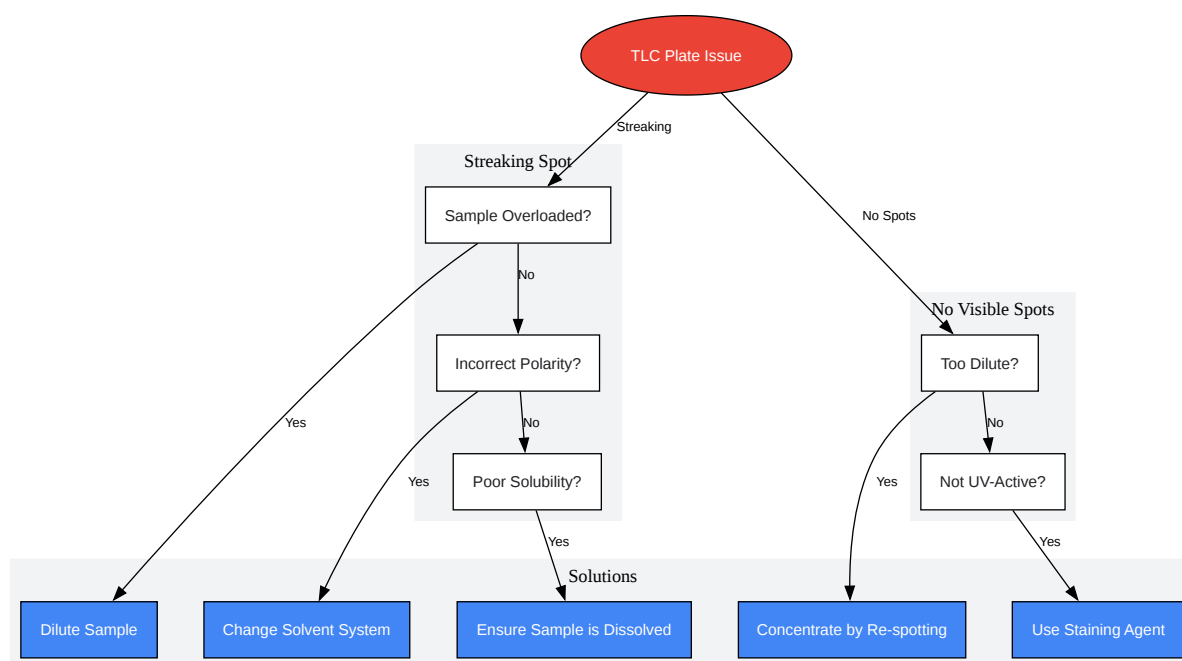 TLC Plate Issue
Streaking
Streaking Spot
Sample Overloaded?
No Spots
No
No Visible Spots
Incorrect Polarity?
Too Dilute?
Yes
No
No
Yes
Poor Solubility?
Yes
Not UV-Active?
Yes
Yes
Solutions
Dilute Sample
Change Solvent System
Ensure Sample is Dissolved
Concentrate by Re-spotting
Use Staining Agent